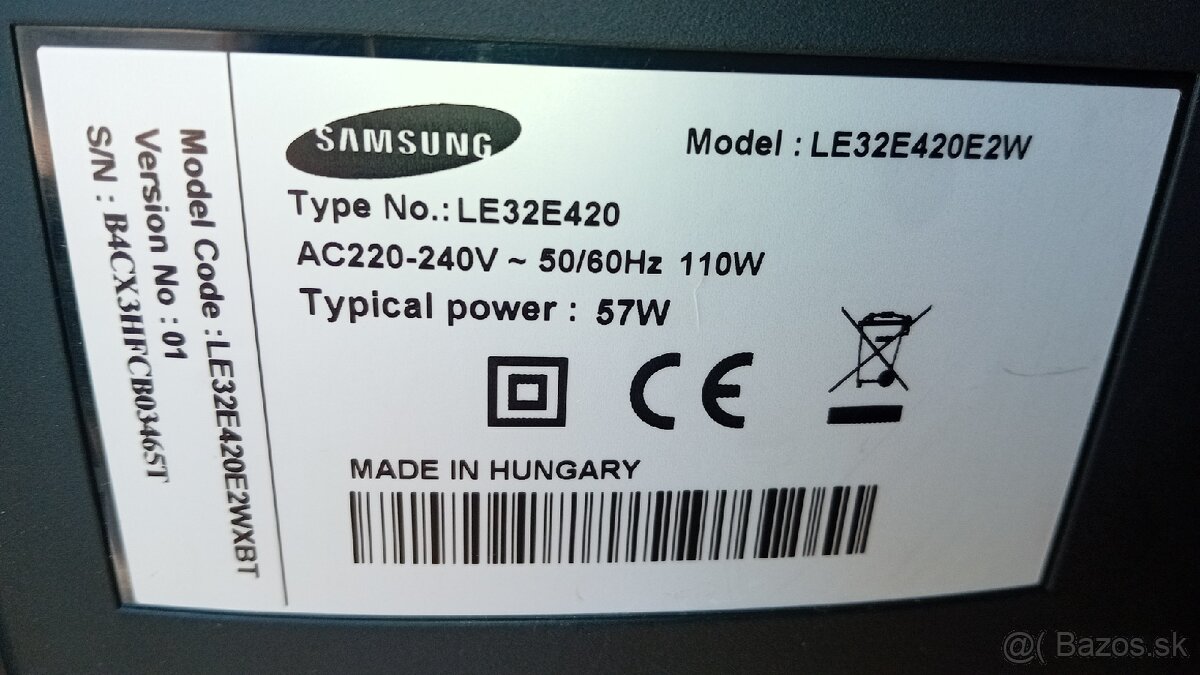 SAMSUNG
Model : LE32E420E2W
Type No.: LE32E420
AC220-240V ~ 50/60Hz 110W
Typical power : 57W
CE
MADE IN HUNGARY
Model Code : LE32E420E2WXBT
Version No : 01
S/N : B4CX3HFCB03465T
@( Bazos.sk